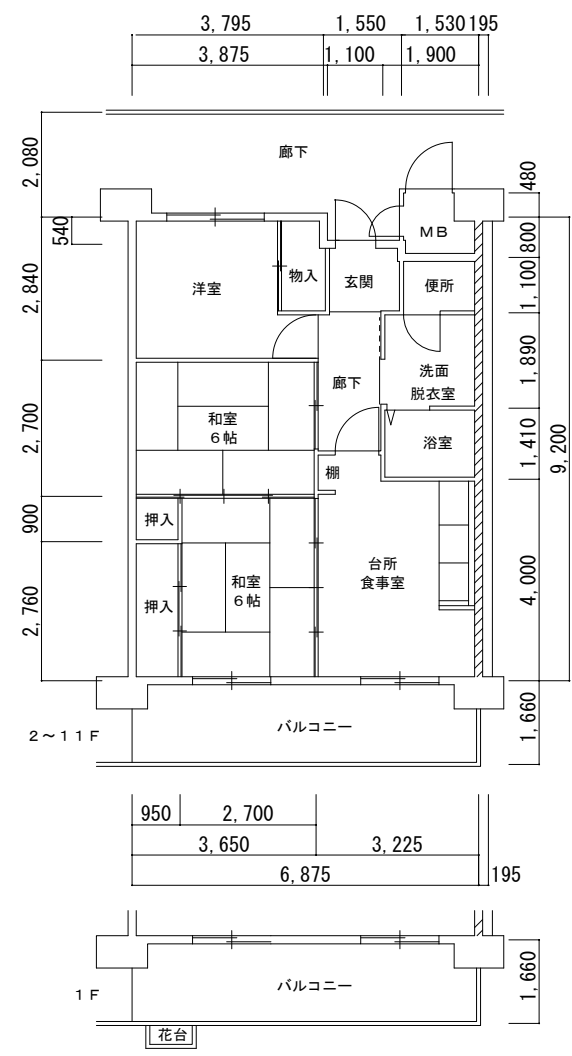 3,795 1,550 1,530 195
3,875 1,100 1,900
2,080
廊下
480
540
MB
800
物入
玄関
便所
1,100
洋室
2,840
1,890
洗面
脱衣室
廊下
和室
6帖
2,700
浴室
1,410
9,200
棚
900
押入
台所
食事室
和室
6帖
押入
4,000
2,760
バルコニー
1,660
2~11F
950 2,700
3,650 3,225
6,875 195
バルコニー
1,660
1F
花台